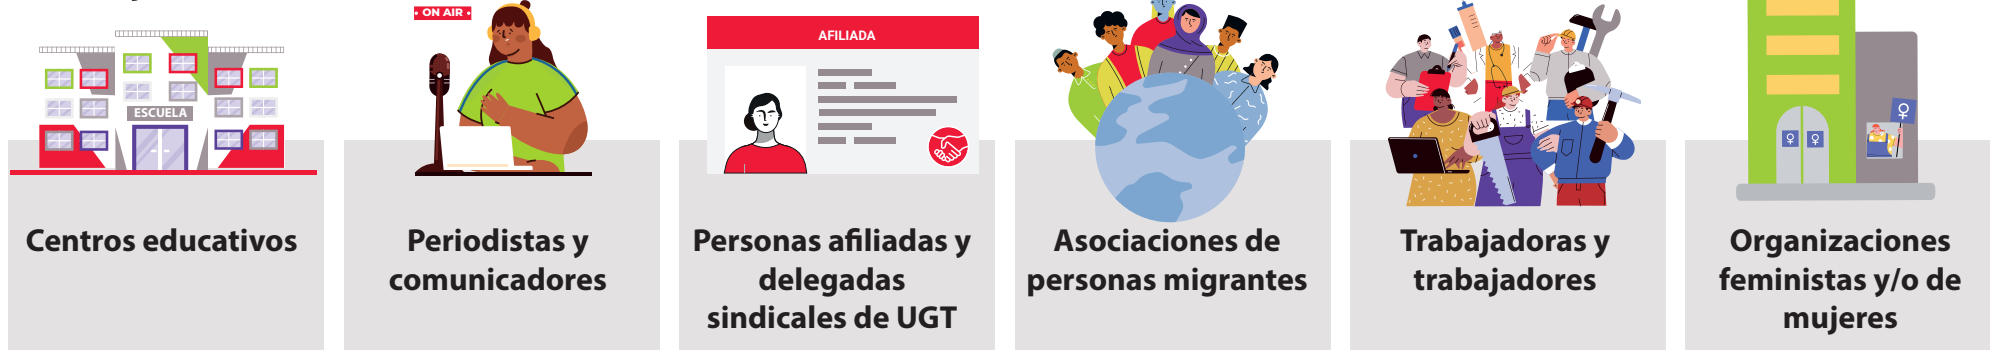 ON AIR
AFILIADA
ESCUELA
Centros educativos
Periodistas y
comunicadores
Personas afiliadas y
delegadas
sindicales de UGT
Asociaciones de
personas migrantes
Trabajadoras y
trabajadores
Organizaciones
feministas y/o de
mujeres